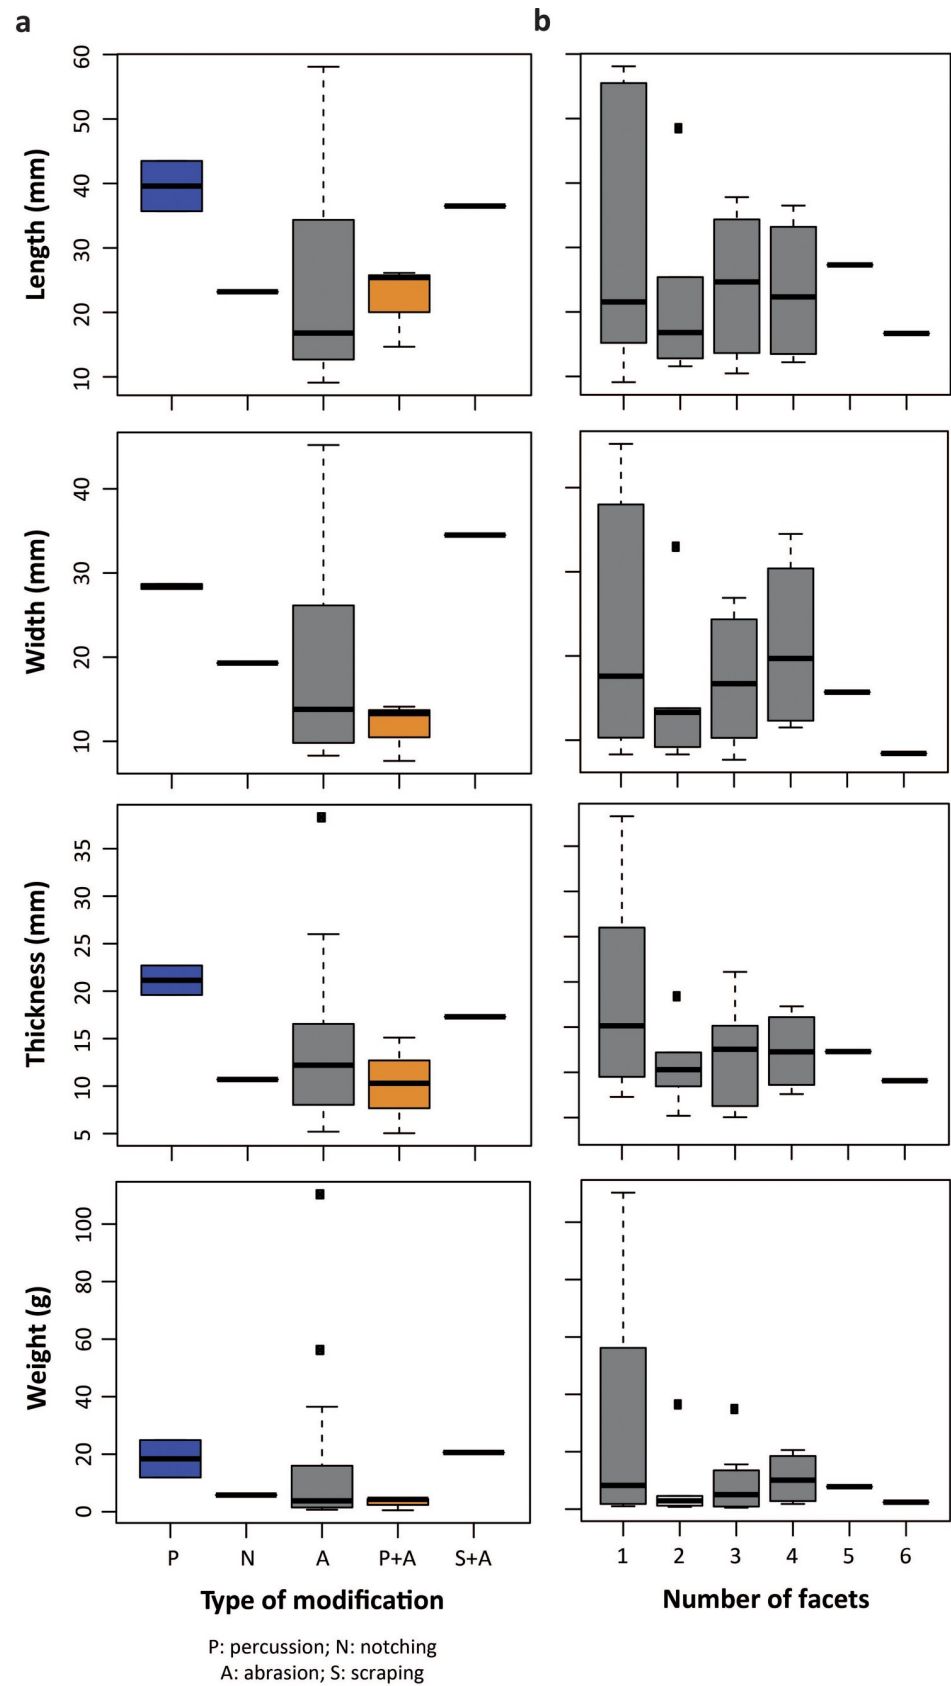 a
b
Length (mm)
60
50
40
30
20
10
Width (mm)
40
30
20
10
Thickness (mm)
35
30
25
20
15
10
5
Weight (g)
100
80
60
40
20
0
P N A P+A S+A
1 2 3 4 5 6
Type of modification
Number of facets
P: percussion; N: notching
A: abrasion; S: scraping